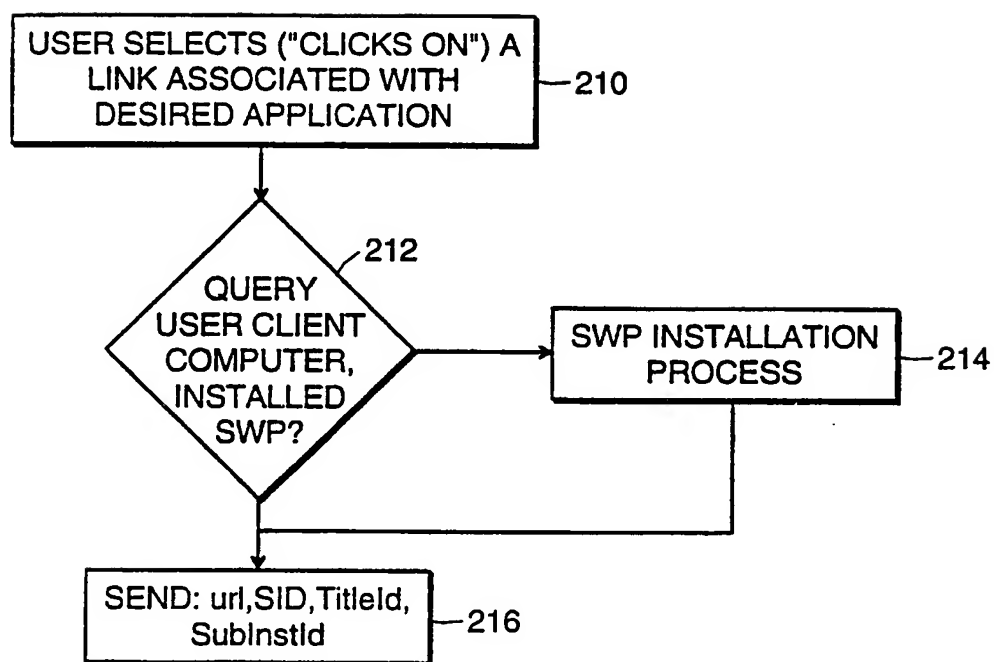 USER SELECTS ("CLICKS ON") A
LINK ASSOCIATED WITH
DESIRED APPLICATION
210
212
QUERY
USER CLIENT
COMPUTER,
INSTALLED
SWP?
SWP INSTALLATION
PROCESS
214
SEND: url,SID,TitleId,
SubInstId
216